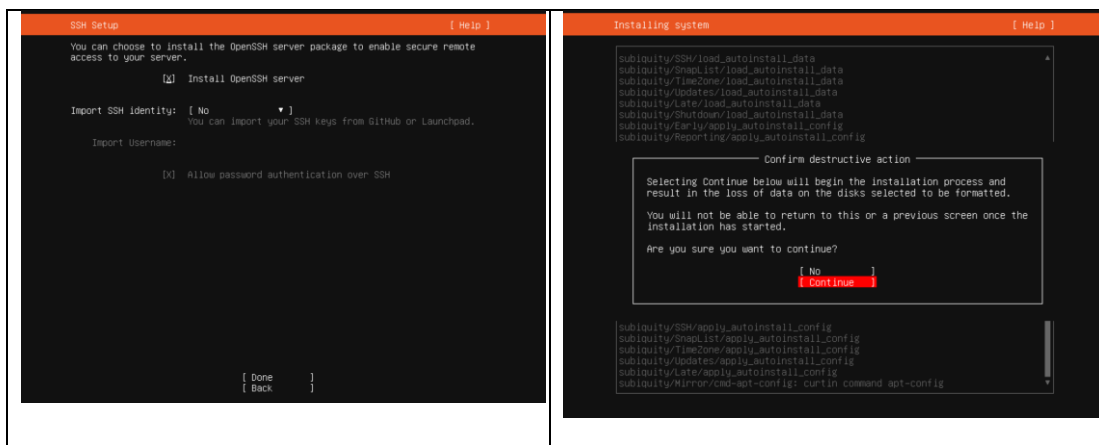 SSH Setup [ Help ]
You can choose to install the OpenSSH server package to enable secure remote
access to your server.
[X] Install OpenSSH server
Import SSH identity: [ No ▾ ]
You can import your SSH keys from GitHub or Launchpad.
Import Username:
[X] Allow password authentication over SSH
[ Done ]
[ Back ]
Installing system [ Help ]
subiquity/SSH/load_autoinstall_data
subiquity/SnapList/load_autoinstall_data
subiquity/TimeZone/load_autoinstall_data
subiquity/Updates/load_autoinstall_data
subiquity/Late/load_autoinstall_data
subiquity/Shutdown/load_autoinstall_data
subiquity/Early/apply_autoinstall_config
subiquity/Reporting/apply_autoinstall_config
Confirm destructive action
Selecting Continue below will begin the installation process and
result in the loss of data on the disks selected to be formatted.
You will not be able to return to this or a previous screen once the
installation has started.
Are you sure you want to continue?
[ No ]
[ Continue ]
subiquity/SSH/apply_autoinstall_config
subiquity/SnapList/apply_autoinstall_config
subiquity/TimeZone/apply_autoinstall_config
subiquity/Updates/apply_autoinstall_config
subiquity/Late/apply_autoinstall_config
subiquity/Mirror/cmd-apt-config: curtin command apt-config